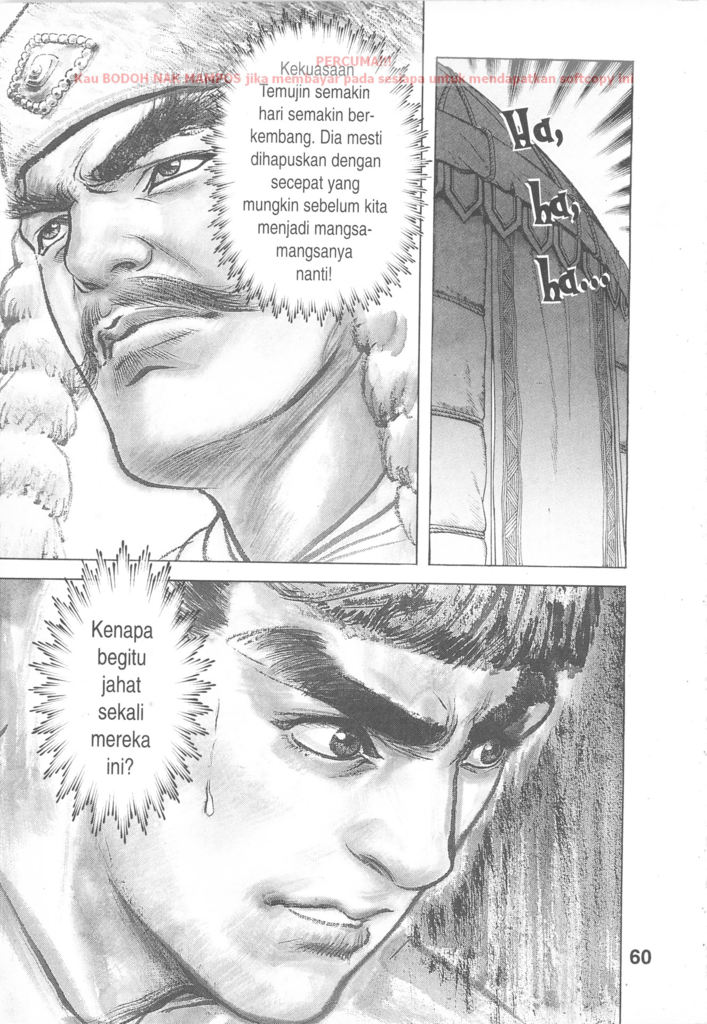 PERCUMA!!!
Kau BODOH NAK MAMPUS jika membayar pada sesiapa untuk mendapatkan softcopy ini
Kekuasaan
Temujin semakin
hari semakin ber-
kembang. Dia mesti
dihapuskan dengan
secepat yang
mungkin sebelum kita
menjadi mangsa-
mangsanya
nanti!
Ha,
ha,
ha...
Kenapa
begitu
jahat
sekali
mereka
ini?
60